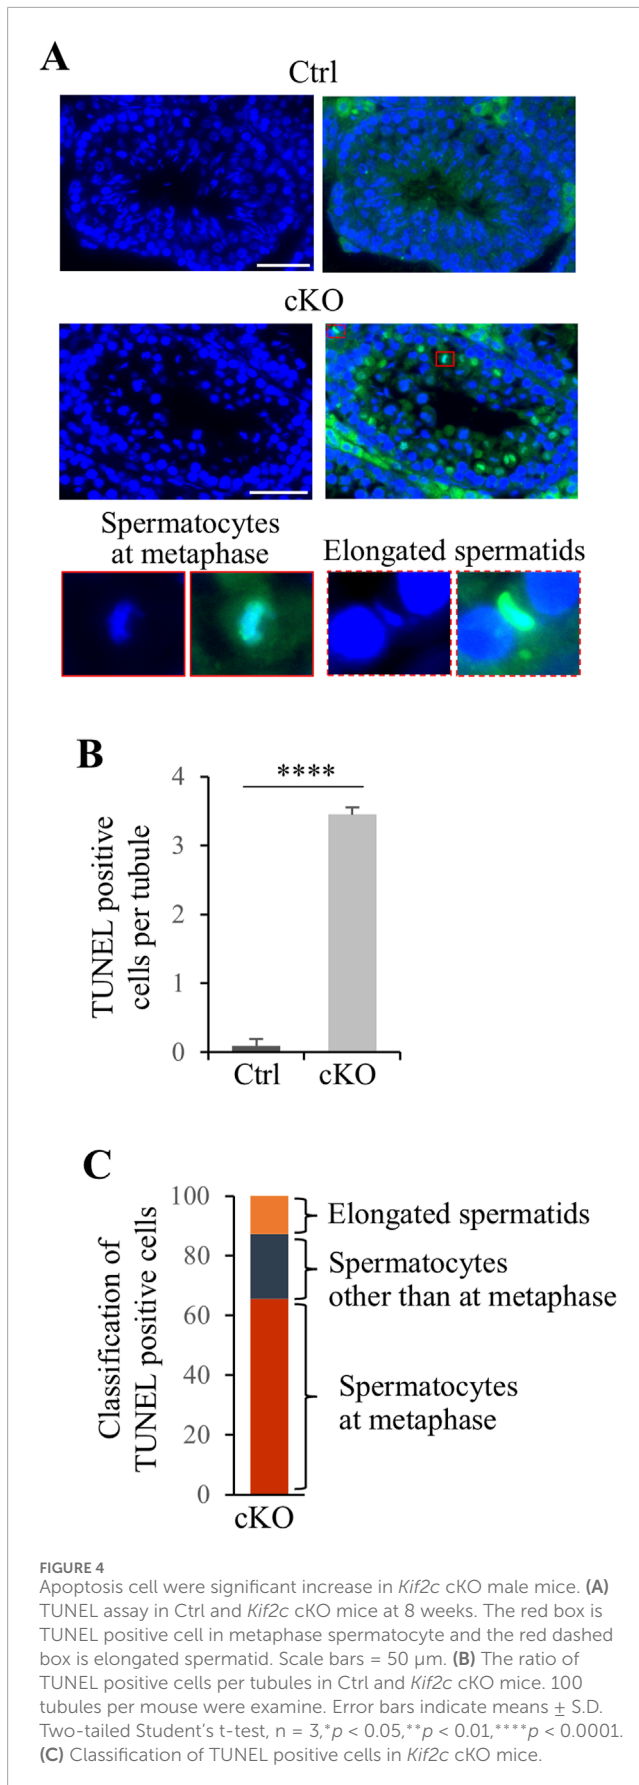 A
Ctrl
cKO
Spermatocytes
at metaphase
Elongated spermatids
B
TUNEL positive
cells per tubule
4
3
2
1
0
****
Ctrl
cKO
C
Classification of
TUNEL positive cells
100
80
60
40
20
0
Elongated spermatids
Spermatocytes
other than at metaphase
Spermatocytes
at metaphase
cKO
FIGURE 4
Apoptosis cell were significant increase in Kif2c cKO male mice. (A)
TUNEL assay in Ctrl and Kif2c cKO mice at 8 weeks. The red box is
TUNEL positive cell in metaphase spermatocyte and the red dashed
box is elongated spermatid. Scale bars = 50 µm. (B) The ratio of
TUNEL positive cells per tubules in Ctrl and Kif2c cKO mice. 100
tubules per mouse were examine. Error bars indicate means ± S.D.
Two-tailed Student’s t-test, n = 3,*p < 0.05,**p < 0.01,****p < 0.0001.
(C) Classification of TUNEL positive cells in Kif2c cKO mice.